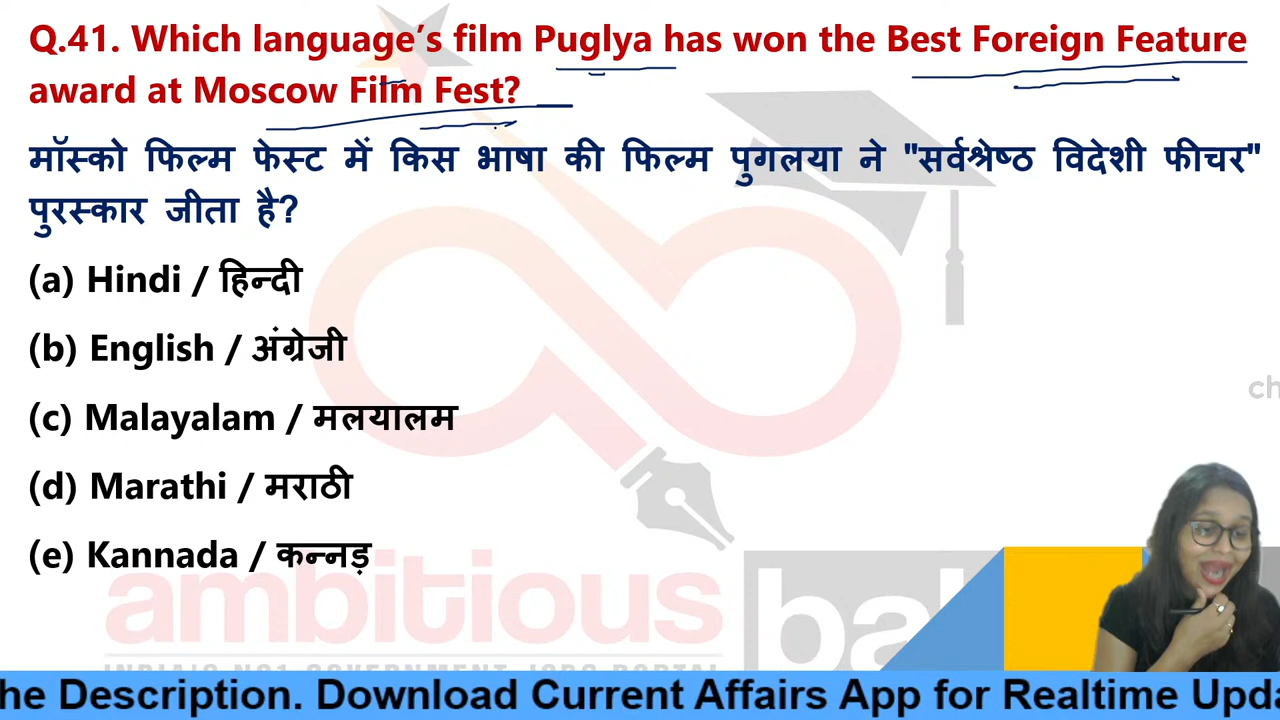 Q.41. Which language’s film Puglya has won the Best Foreign Feature
award at Moscow Film Fest?
मॉस्को फिल्म फेस्ट में किस भाषा की फिल्म पुगलया ने "सर्वश्रेष्ठ विदेशी फीचर"
पुरस्कार जीता है?
(a) Hindi / हिन्दी
(b) English / अंग्रेजी
ch
(c) Malayalam / मलयालम
(d) Marathi / मराठी
(e) Kannada / कन्नड़
ambitious
ba
he Description. Download Current Affairs App for Realtime Upda